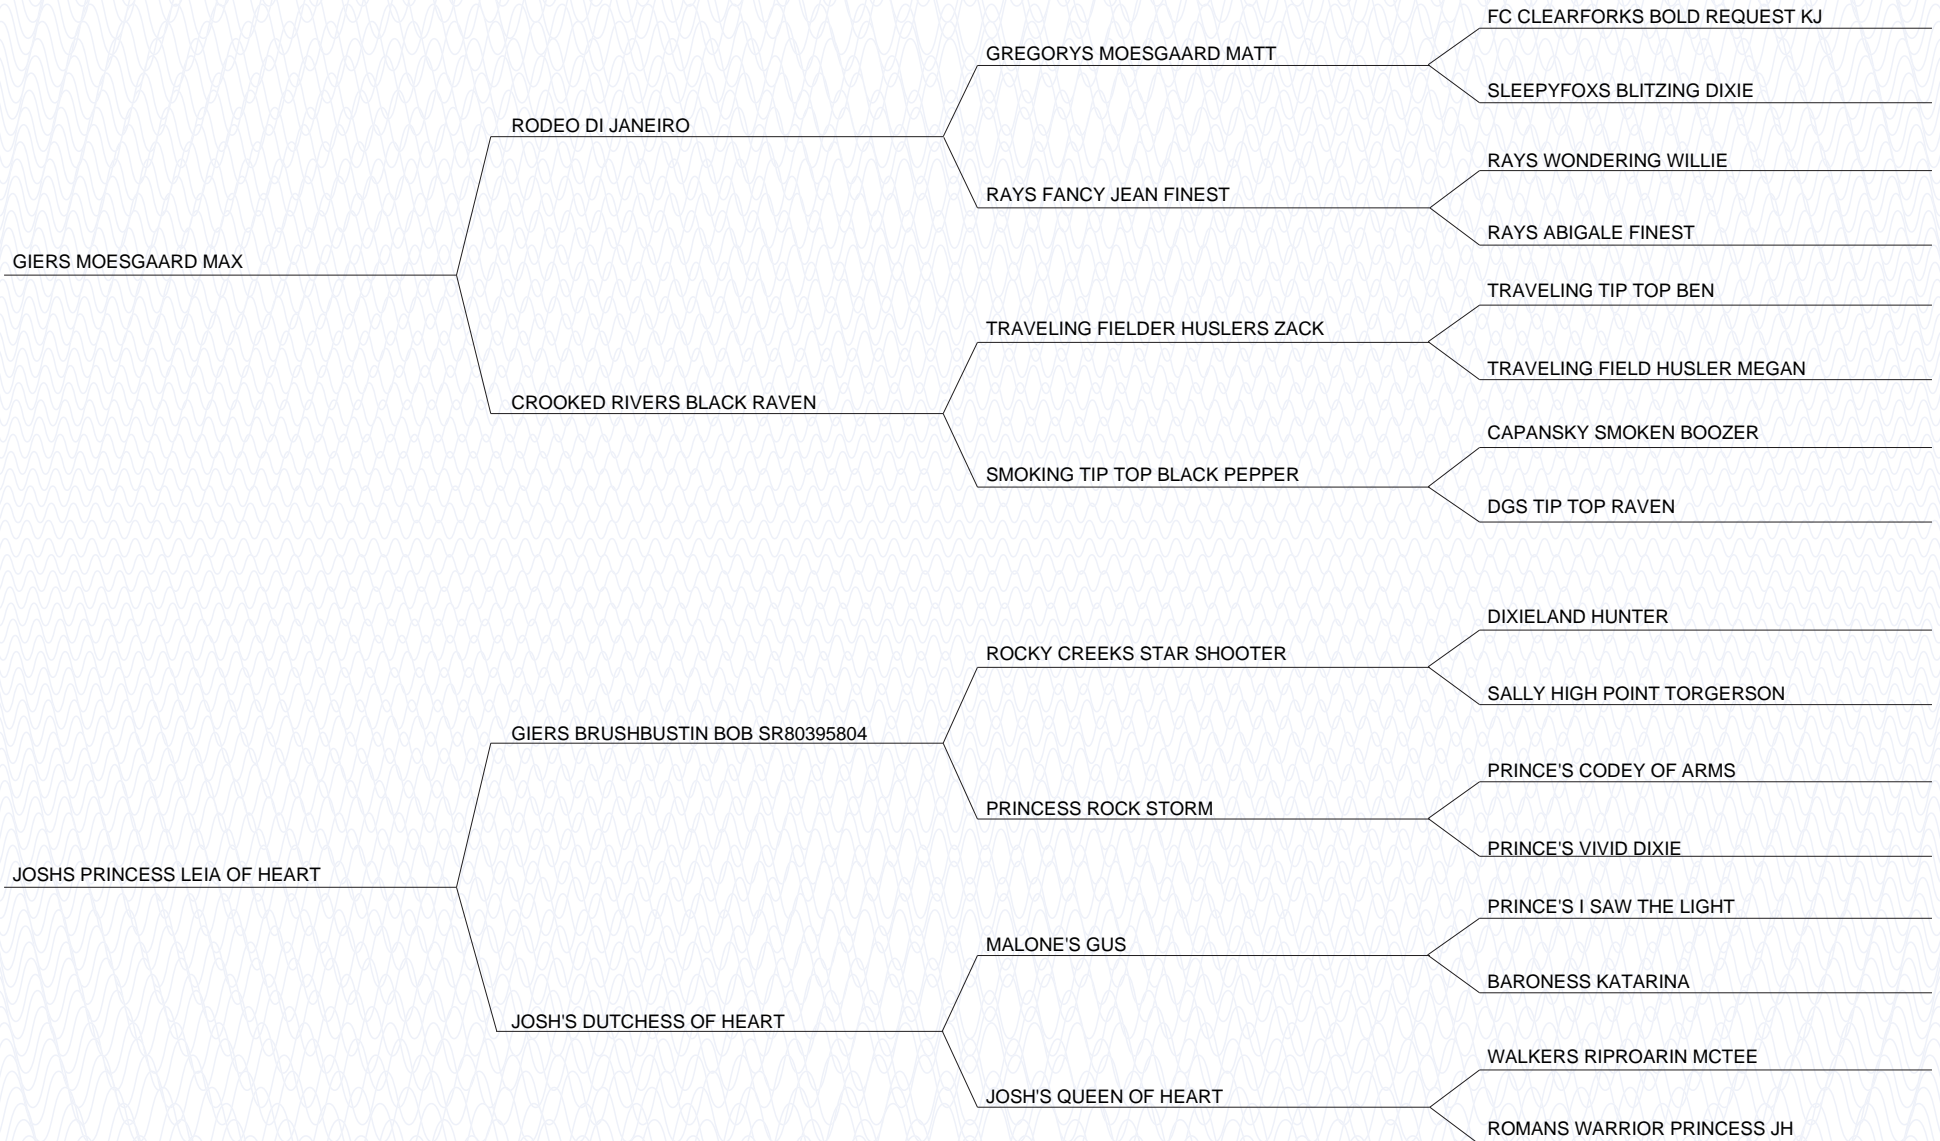 FC CLEARFORKS BOLD REQUEST KJ
GREGORYS MOESGAARD MATT
SLEEPYFOXS BLITZING DIXIE
RODEO DI JANEIRO
RAYS WONDERING WILLIE
RAYS FANCY JEAN FINEST
RAYS ABIGALE FINEST
GIERS MOESGAARD MAX
TRAVELING TIP TOP BEN
TRAVELING FIELDER HUSLERS ZACK
TRAVELING FIELD HUSLER MEGAN
CROOKED RIVERS BLACK RAVEN
CAPANSKY SMOKEN BOOZER
SMOKING TIP TOP BLACK PEPPER
DGS TIP TOP RAVEN
DIXIELAND HUNTER
ROCKY CREEKS STAR SHOOTER
SALLY HIGH POINT TORGERSON
GIERS BRUSHBUSTIN BOB SR80395804
PRINCE'S CODEY OF ARMS
PRINCESS ROCK STORM
PRINCE'S VIVID DIXIE
JOSHS PRINCESS LEIA OF HEART
PRINCE'S I SAW THE LIGHT
MALONE'S GUS
BARONESS KATARINA
JOSH'S DUTCHESS OF HEART
WALKERS RIPROARIN MCTEE
JOSH'S QUEEN OF HEART
ROMANS WARRIOR PRINCESS JH